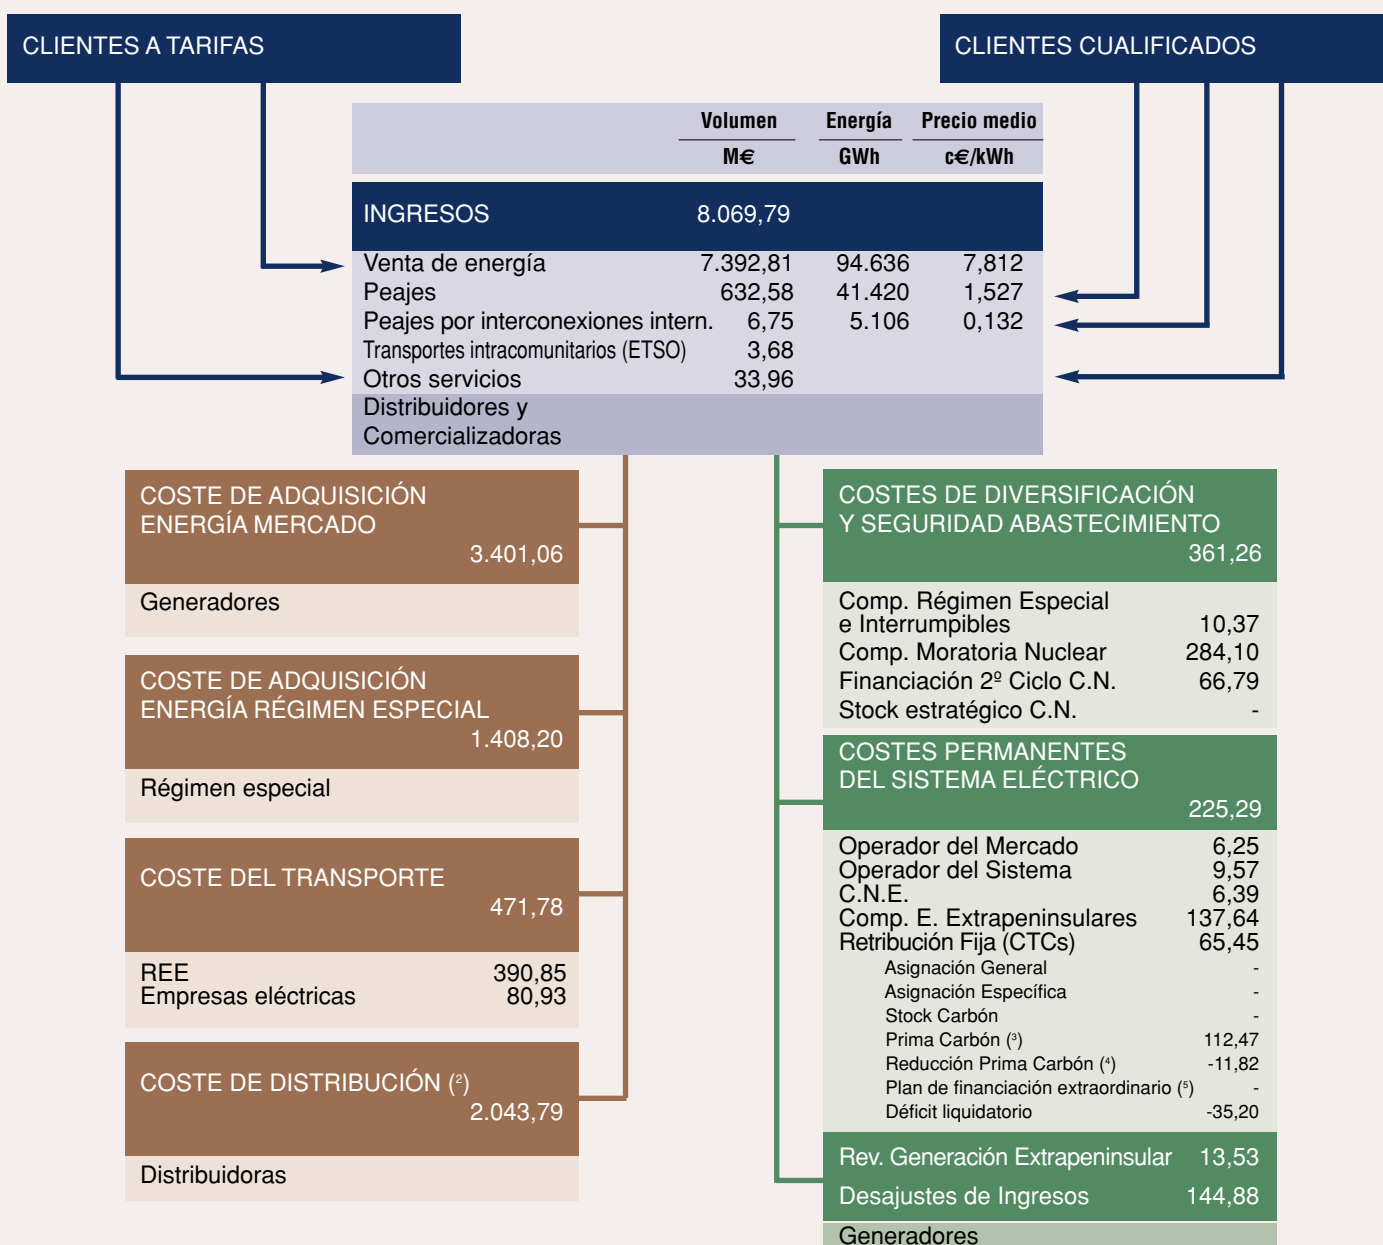 CLIENTES A TARIFAS
CLIENTES CUALIFICADOS
Volumen Energía Precio medio
M€ GWh c€/kWh
INGRESOS 8.069,79
Venta de energía 7.392,81 94.636 7,812
Peajes 632,58 41.420 1,527
Peajes por interconexiones intern. 6,75 5.106 0,132
Transportes intracomunitarios (ETSO) 3,68
Otros servicios 33,96
Distribuidores y
Comercializadoras
COSTE DE ADQUISICIÓN
ENERGÍA MERCADO
3.401,06
Generadores
COSTE DE ADQUISICIÓN
ENERGÍA RÉGIMEN ESPECIAL
1.408,20
Régimen especial
COSTE DEL TRANSPORTE
471,78
REE 390,85
Empresas eléctricas 80,93
COSTE DE DISTRIBUCIÓN (²)
2.043,79
Distribuidoras
COSTES DE DIVERSIFICACIÓN
Y SEGURIDAD ABASTECIMIENTO
361,26
Comp. Régimen Especial
e Interrumpibles 10,37
Comp. Moratoria Nuclear 284,10
Financiación 2º Ciclo C.N. 66,79
Stock estratégico C.N. -
COSTES PERMANENTES
DEL SISTEMA ELÉCTRICO
225,29
Operador del Mercado 6,25
Operador del Sistema 9,57
C.N.E. 6,39
Comp. E. Extrapeninsulares 137,64
Retribución Fija (CTCs) 65,45
Asignación General -
Asignación Específica -
Stock Carbón -
Prima Carbón (³) 112,47
Reducción Prima Carbón (⁴) -11,82
Plan de financiación extraordinario (⁵) -
Déficit liquidatorio -35,20
Rev. Generación Extrapeninsular 13,53
Desajustes de Ingresos 144,88
Generadores